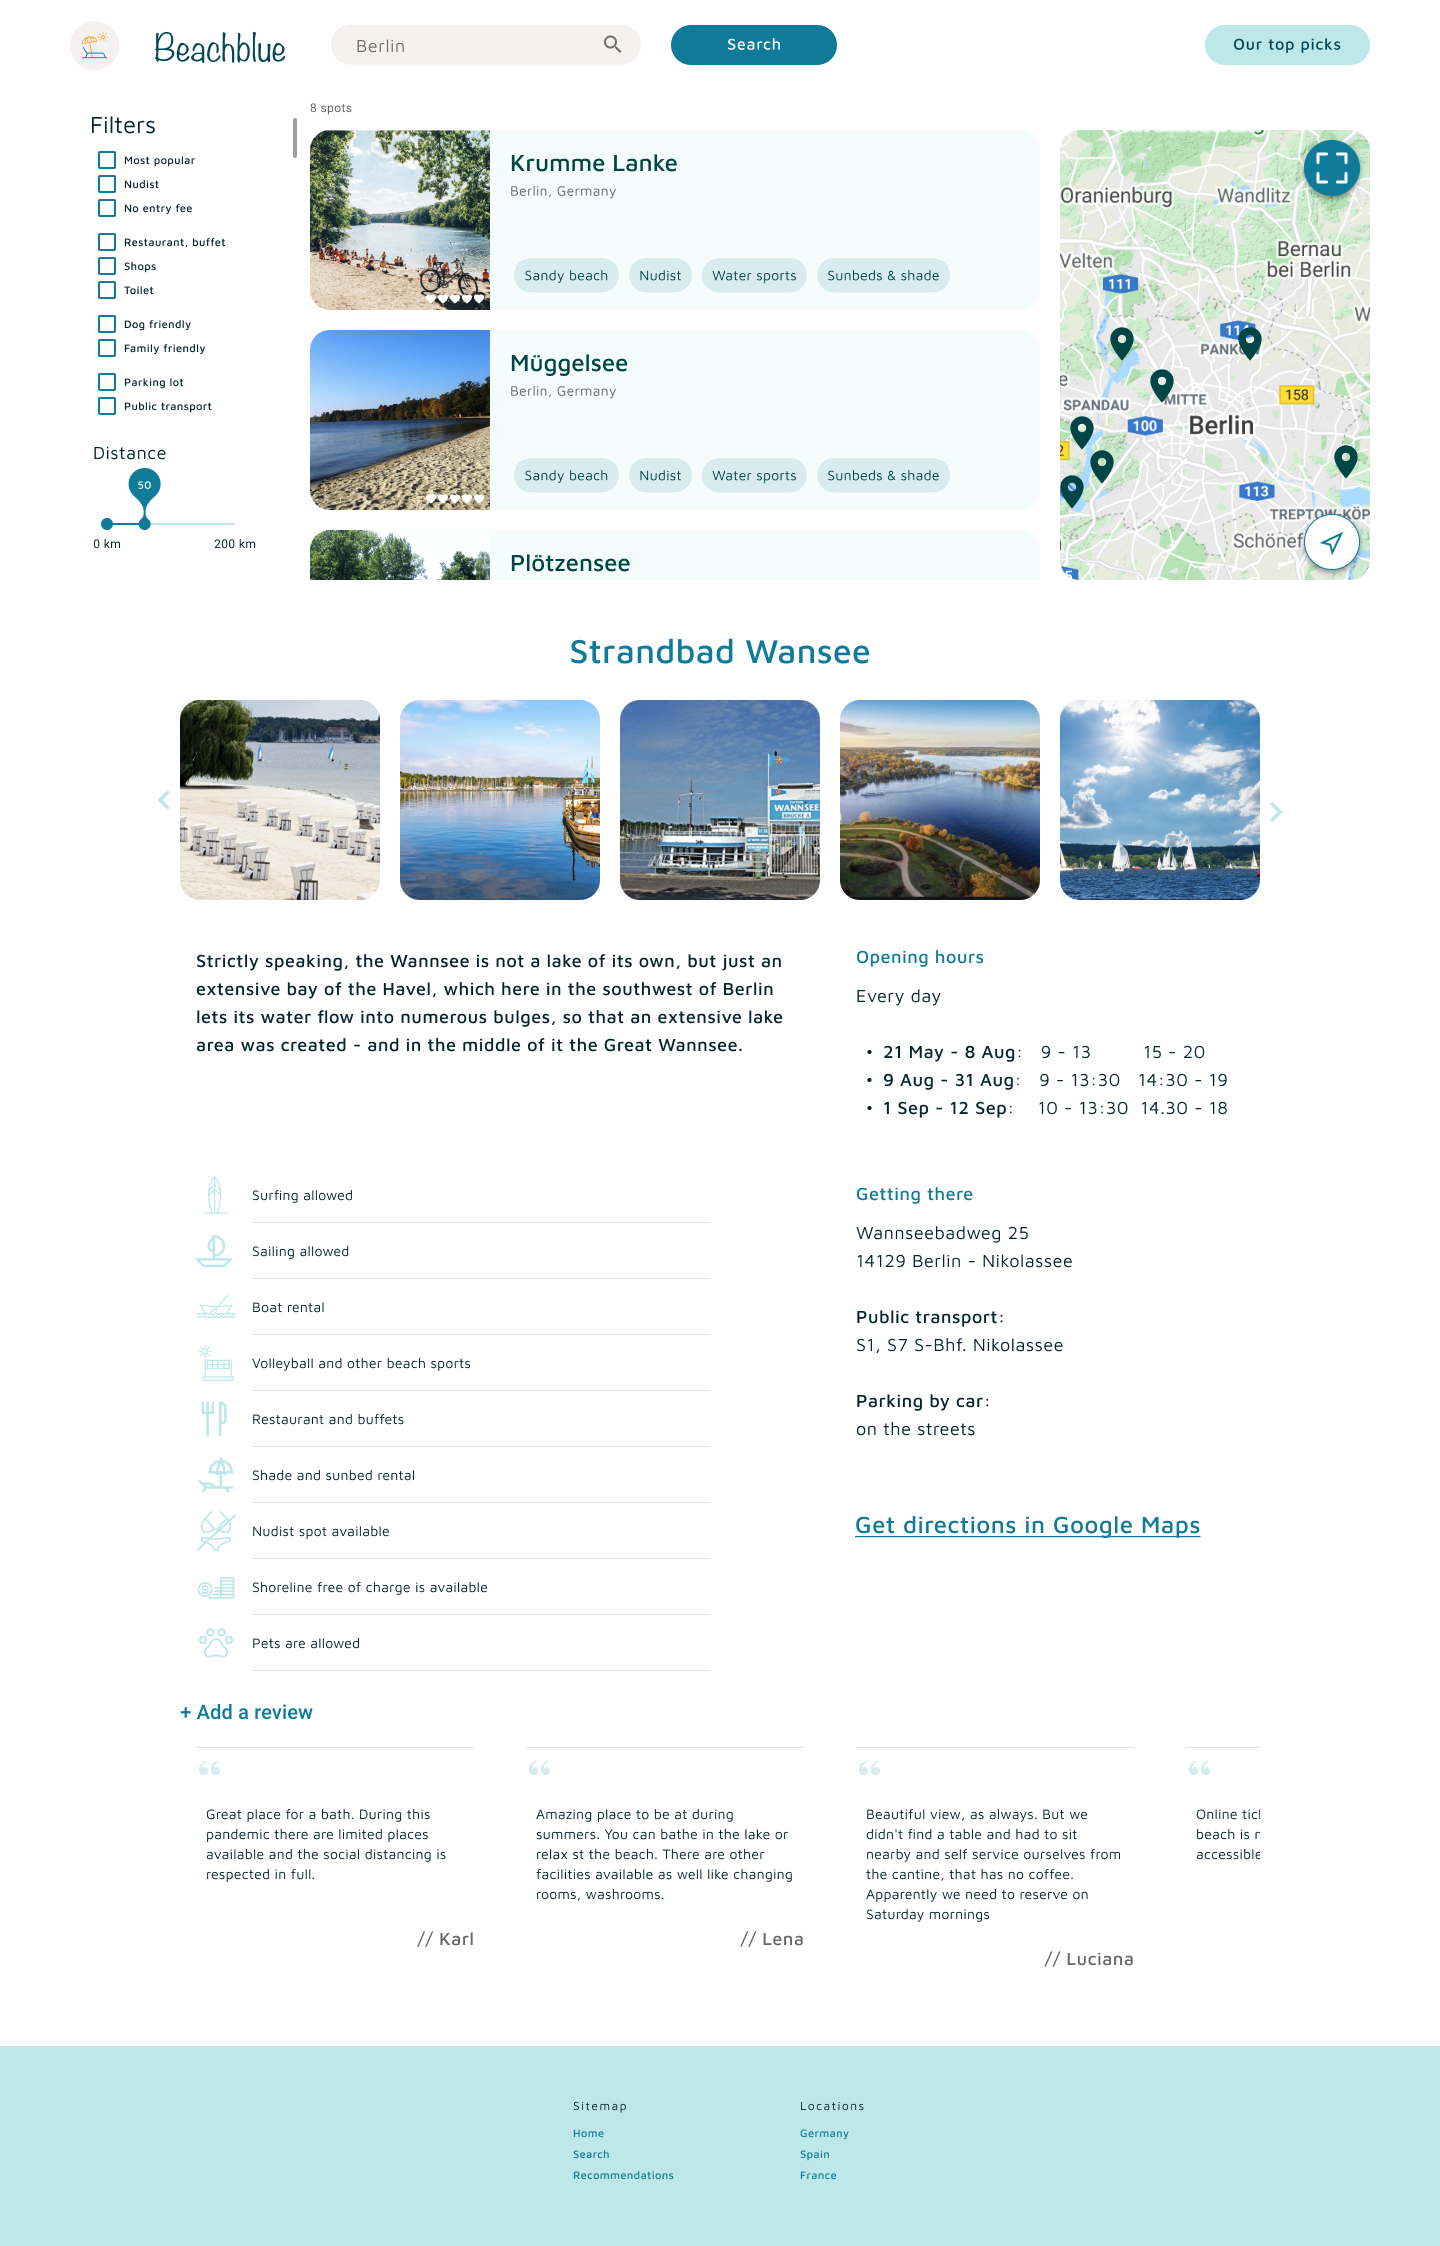 Beachblue
Berlin
Search
Our top picks
Filters
Most popular
Nudist
No entry fee
Restaurant, buffet
Shops
Toilet
Dog friendly
Family friendly
Parking lot
Public transport
Distance
50
0 km
200 km
8 spots
Krumme Lanke
Berlin, Germany
Sandy beach
Nudist
Water sports
Sunbeds & shade
Müggelsee
Berlin, Germany
Sandy beach
Nudist
Water sports
Sunbeds & shade
Plötzensee
Oranienburg
Wandlitz
Bernau
bei Berlin
Velten
111
PANK
SPANDAU
MITTE
158
100
Berlin
113
TREPTOW-KÖP
Schönef
Strandbad Wansee
WANNSEE
Strictly speaking, the Wannsee is not a lake of its own, but just an
extensive bay of the Havel, which here in the southwest of Berlin
lets its water flow into numerous bulges, so that an extensive lake
area was created - and in the middle of it the Great Wannsee.
Opening hours
Every day
• 21 May - 8 Aug: 9 - 13 15 - 20
• 9 Aug - 31 Aug: 9 - 13:30 14:30 - 19
• 1 Sep - 12 Sep: 10 - 13:30 14.30 - 18
Surfing allowed
Sailing allowed
Boat rental
Volleyball and other beach sports
Restaurant and buffets
Shade and sunbed rental
Nudist spot available
Shoreline free of charge is available
Pets are allowed
Getting there
Wannseebadweg 25
14129 Berlin - Nikolassee
Public transport:
S1, S7 S-Bhf. Nikolassee
Parking by car:
on the streets
Get directions in Google Maps
+ Add a review
“
Great place for a bath. During this
pandemic there are limited places
available and the social distancing is
respected in full.
// Karl
“
Amazing place to be at during
summers. You can bathe in the lake or
relax st the beach. There are other
facilities available as well like changing
rooms, washrooms.
// Lena
“
Beautiful view, as always. But we
didn't find a table and had to sit
nearby and self service ourselves from
the cantine, that has no coffee.
Apparently we need to reserve on
Saturday mornings
// Luciana
“
Online
beach is
accessible
Sitemap
Home
Search
Recommendations
Locations
Germany
Spain
France